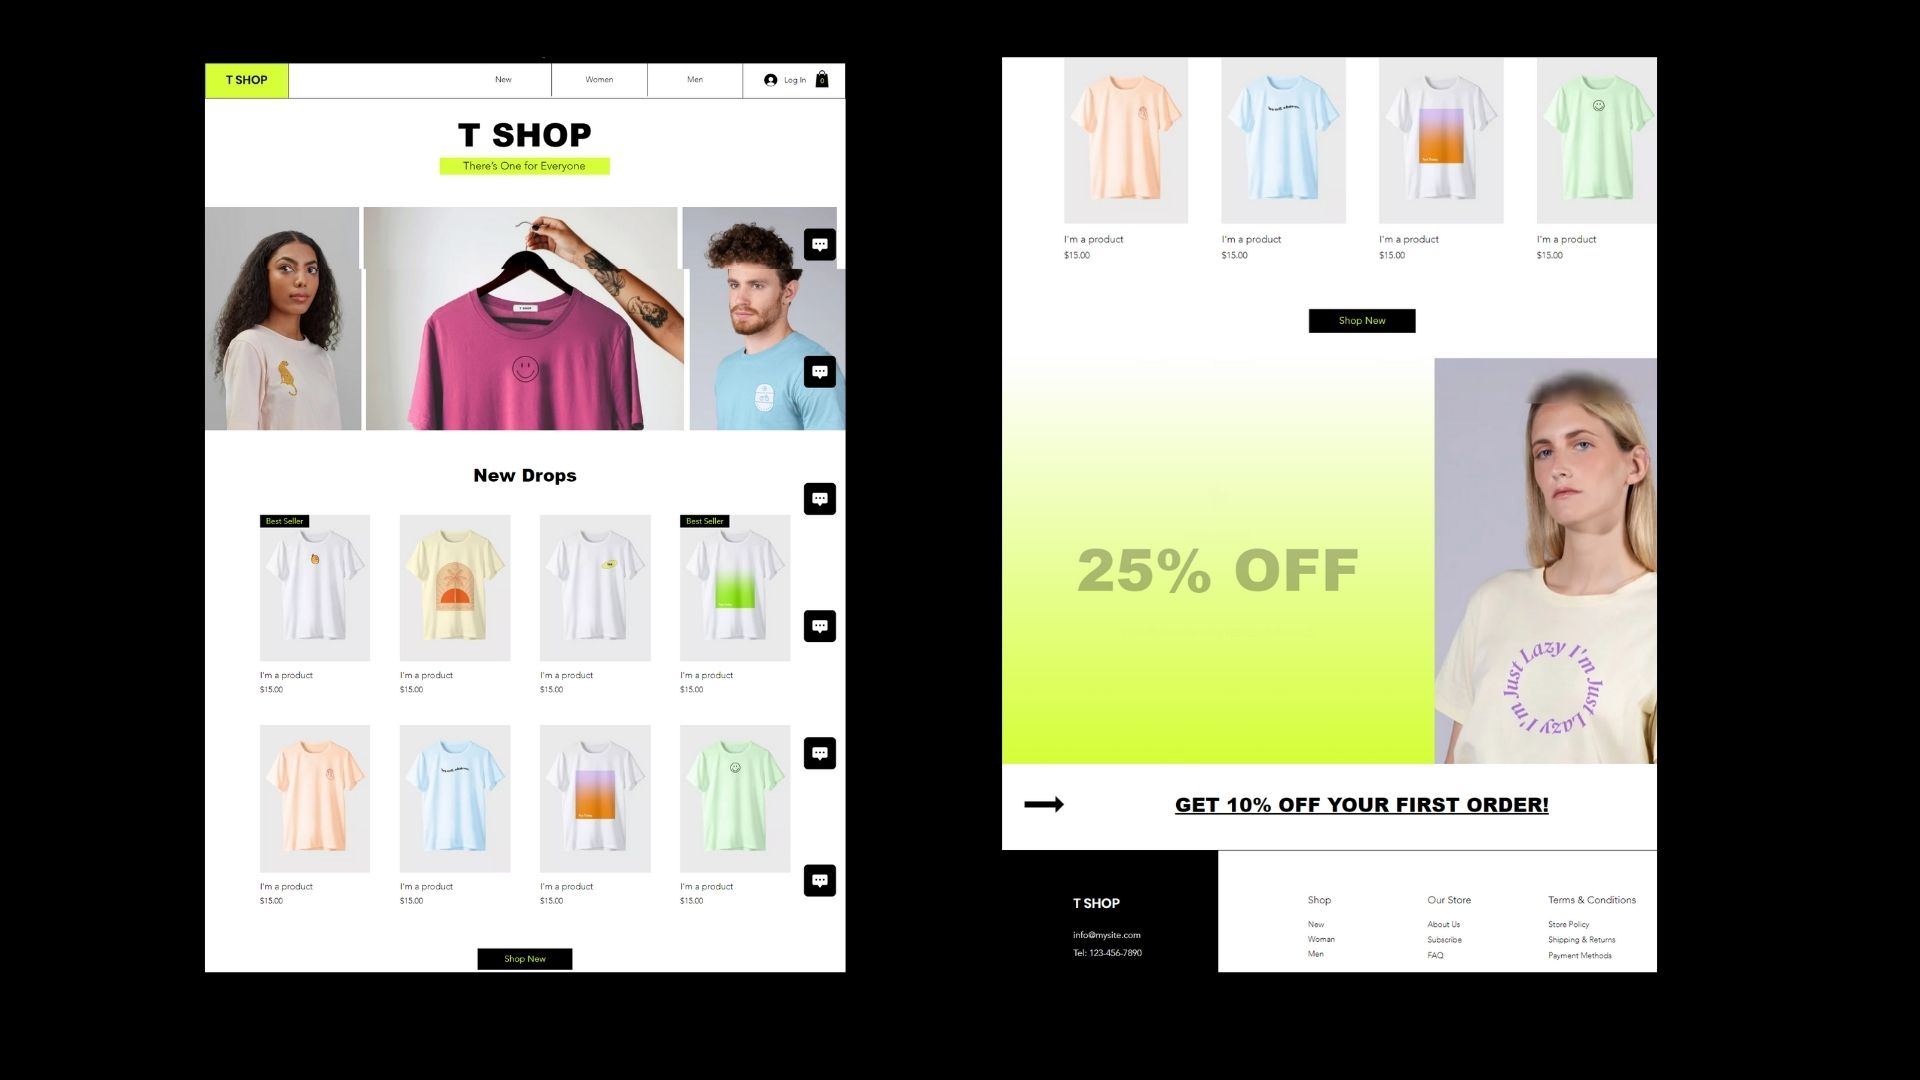 T SHOP
New
Women
Men
Log In
0
T SHOP
There's One for Everyone
T SHOP
New Drops
Best Seller
Best Seller
I'm a product
I'm a product
I'm a product
I'm a product
$15.00
$15.00
$15.00
$15.00
I'm a product
I'm a product
I'm a product
I'm a product
$15.00
$15.00
$15.00
$15.00
Shop New
I'm a product
I'm a product
I'm a product
I'm a product
$15.00
$15.00
$15.00
$15.00
Shop New
25% OFF
I'm Just Lazy I'm Just Lazy
GET 10% OFF YOUR FIRST ORDER!
T SHOP
info@mysite.com
Tel: 123-456-7890
Shop
New
Woman
Men
Our Store
About Us
Subscribe
FAQ
Terms & Conditions
Store Policy
Shipping & Returns
Payment Methods